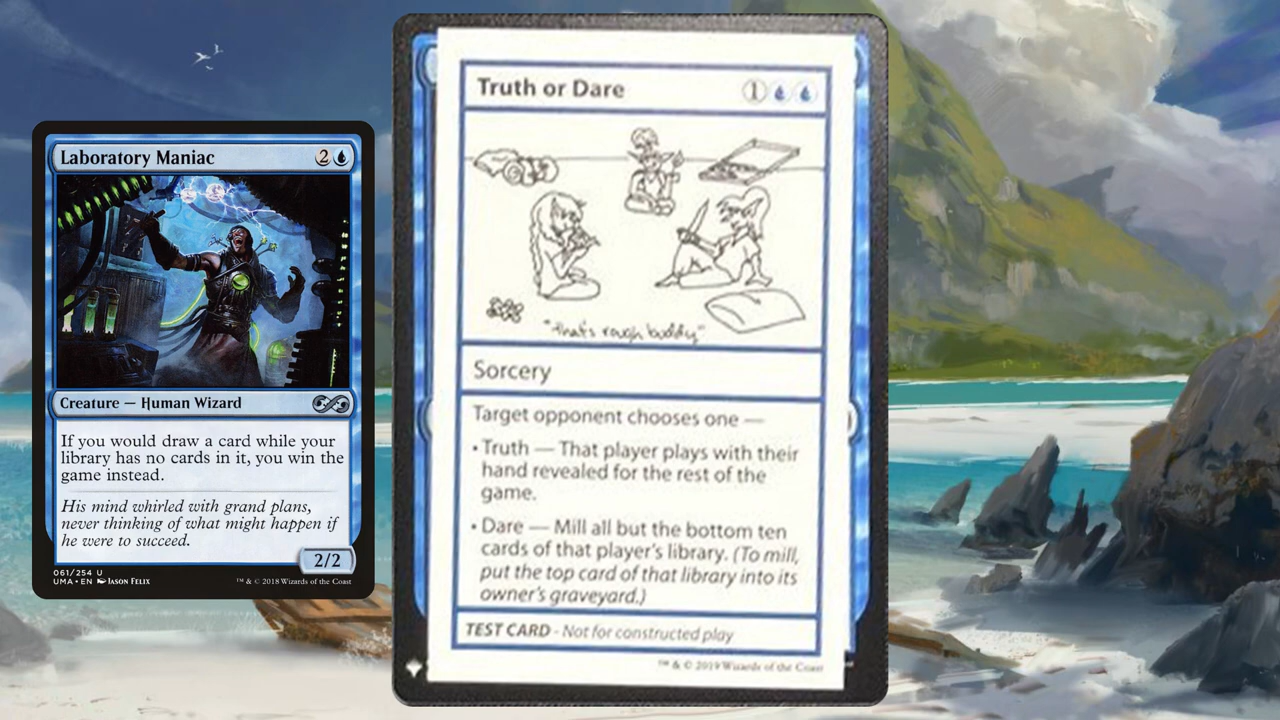 Laboratory Maniac 2
Creature — Human Wizard
If you would draw a card while your
library has no cards in it, you win the
game instead.
His mind whirled with grand plans,
never thinking of what might happen if
he were to succeed.
2/2
061/254 U
UMA • EN Jason Felix
™ & © 2018 Wizards of the Coast
Truth or Dare 1
"that's rough buddy"
Sorcery
Target opponent chooses one —
• Truth — That player plays with their
hand revealed for the rest of the
game.
• Dare — Mill all but the bottom ten
cards of that player's library. (To mill,
put the top card of that library into its
owner's graveyard.)
TEST CARD - Not for constructed play
™ & © 2019 Wizards of the Coast